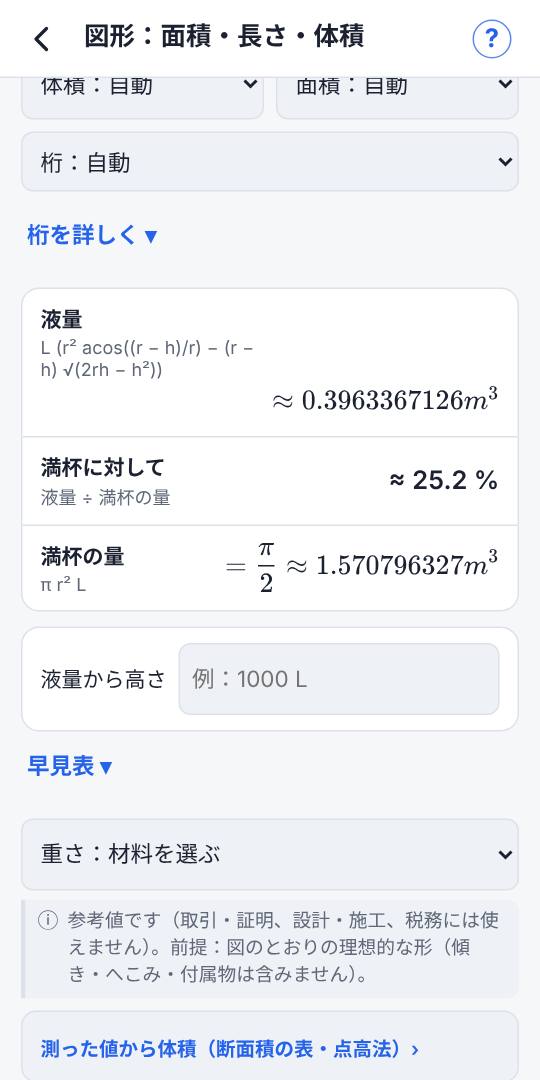 図形：面積・長さ・体積
?
体積：自動
面積：自動
桁：自動
桁を詳しく ▼
液量
L (r² acos((r − h)/r) − (r −
h) √(2rh − h²))
≈ 0.3963367126m³
満杯に対して
≈ 25.2 %
液量 ÷ 満杯の量
満杯の量
= π/2 ≈ 1.570796327m³
π r² L
液量から高さ
例：1000 L
早見表 ▼
重さ：材料を選ぶ
ⓘ 参考値です（取引・証明、設計・施工、税務には使
えません）。前提：図のとおりの理想的な形（傾
き・へこみ・付属物は含みません）。
測った値から体積（断面積の表・点高法）›